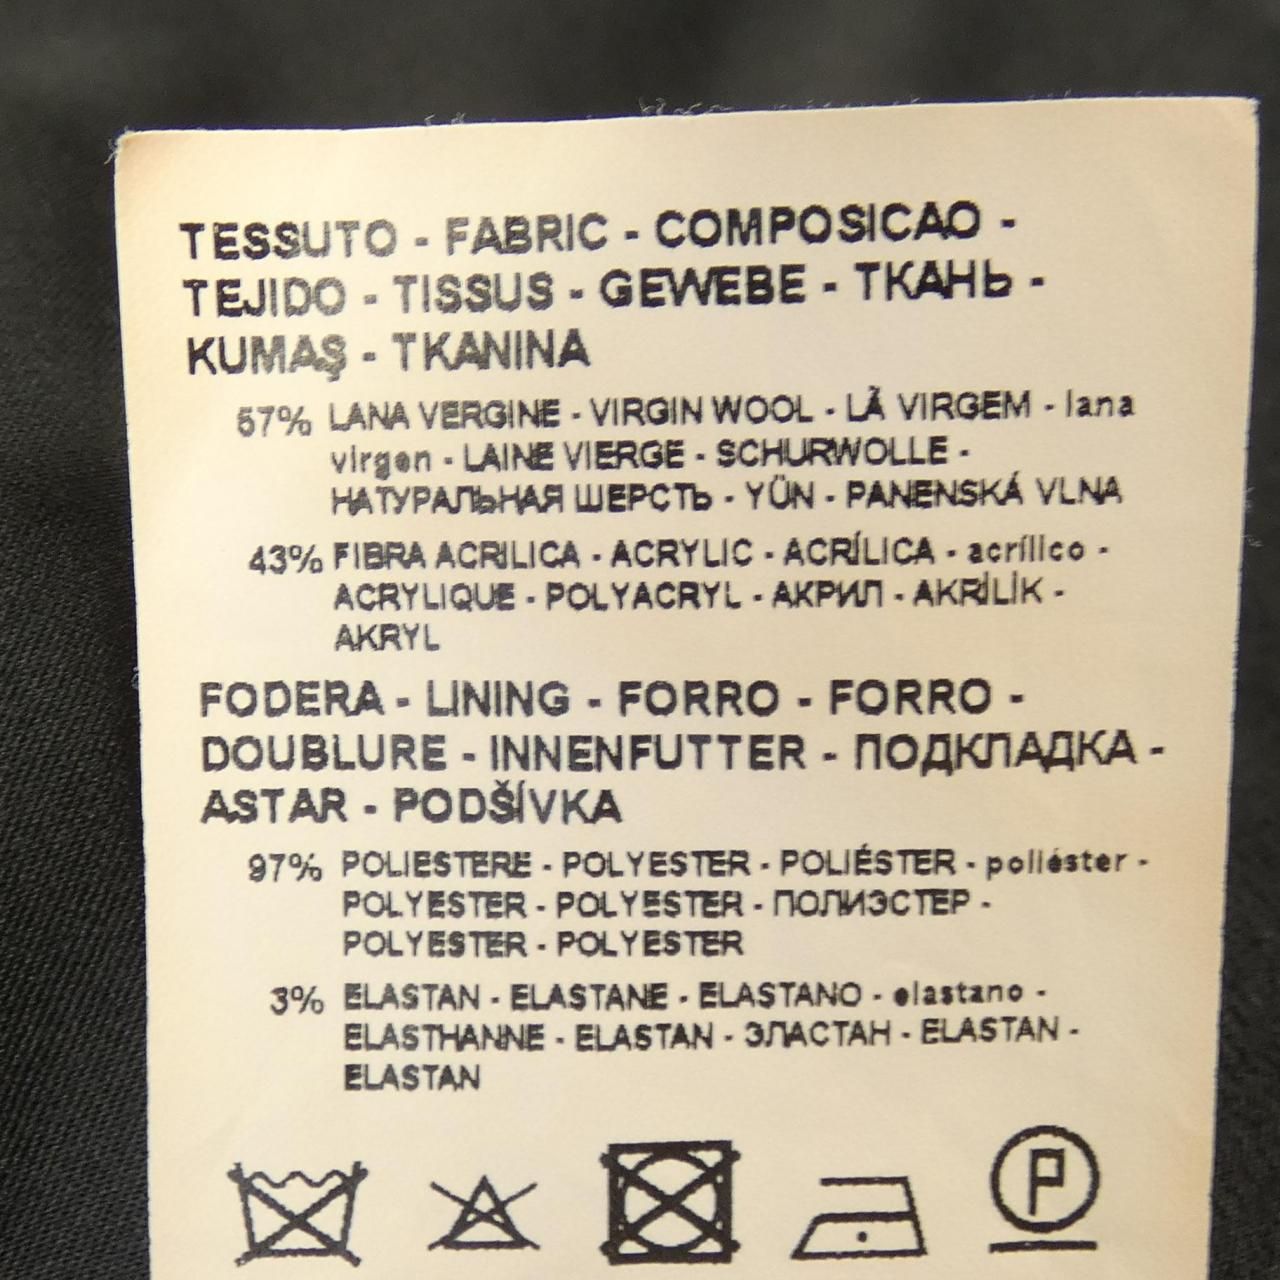 TESSUTO - FABRIC - COMPOSICAO -
TEJIDO - TISSUS - GEWEBE - ТКАНЬ -
KUMAŞ - TKANINA
57% LANA VERGINE - VIRGIN WOOL - LÃ VIRGEM - lana
virgen - LAINE VIERGE - SCHURWOLLE -
НАТУРАЛЬНАЯ ШЕРСТЬ - YÜN - PANENSKÁ VLNA
43% FIBRA ACRILICA - ACRYLIC - ACRÍLICA - acrílico -
ACRYLIQUE - POLYACRYL - АКРИЛ - AKRİLİK -
AKRYL
FODERA - LINING - FORRO - FORRO -
DOUBLURE - INNENFUTTER - ПОДКЛАДКА -
ASTAR - PODŠÍVKA
97% POLIESTERE - POLYESTER - POLIÉSTER - poliéster -
POLYESTER - POLYESTER - ПОЛИЭСТЕР -
POLYESTER - POLYESTER
3% ELASTAN - ELASTANE - ELASTANO - elastano -
ELASTHANNE - ELASTAN - ЭЛАСТАН - ELASTAN -
ELASTAN
P